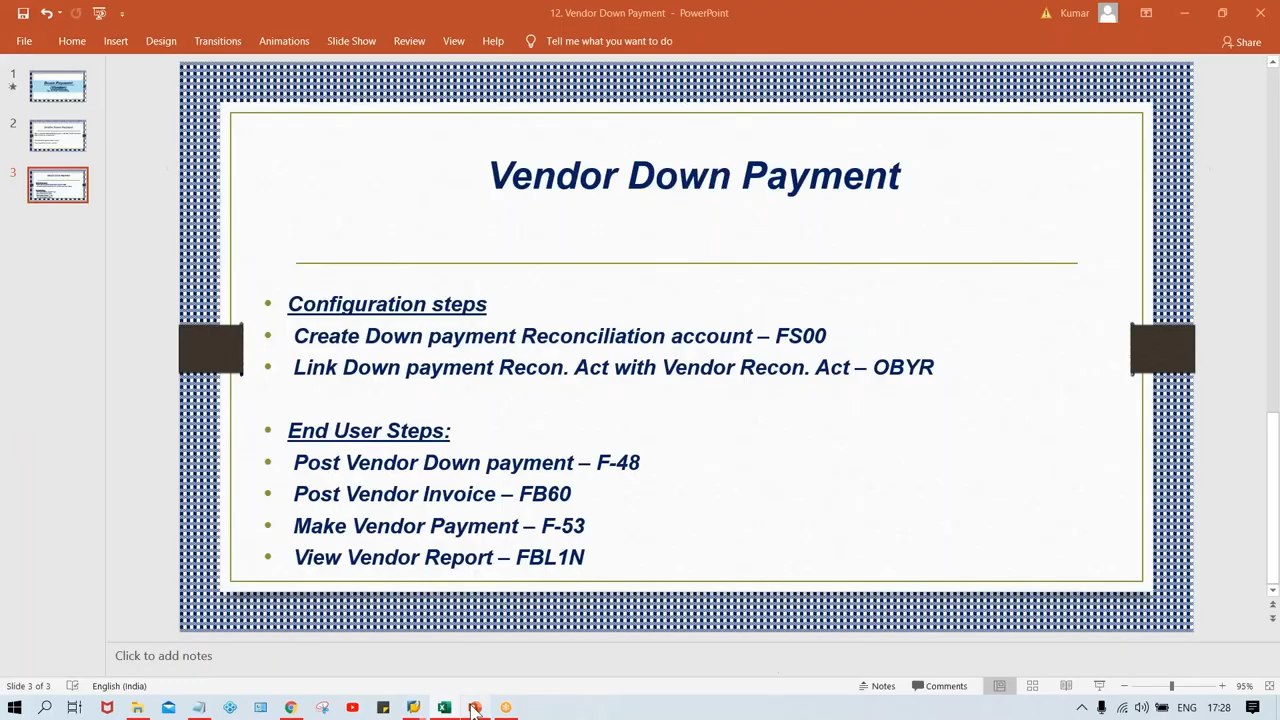 12. Vendor Down Payment - PowerPoint
Kumar
File Home Insert Design Transitions Animations Slide Show Review View Help Tell me what you want to do Share
1
2
3
Vendor Down Payment
• Configuration steps
• Create Down payment Reconciliation account – FS00
• Link Down payment Recon. Act with Vendor Recon. Act – OBYR
• End User Steps:
• Post Vendor Down payment – F-48
• Post Vendor Invoice – FB60
• Make Vendor Payment – F-53
• View Vendor Report – FBL1N
Click to add notes
Slide 3 of 3 English (India) Notes Comments 95%
ENG 17:28